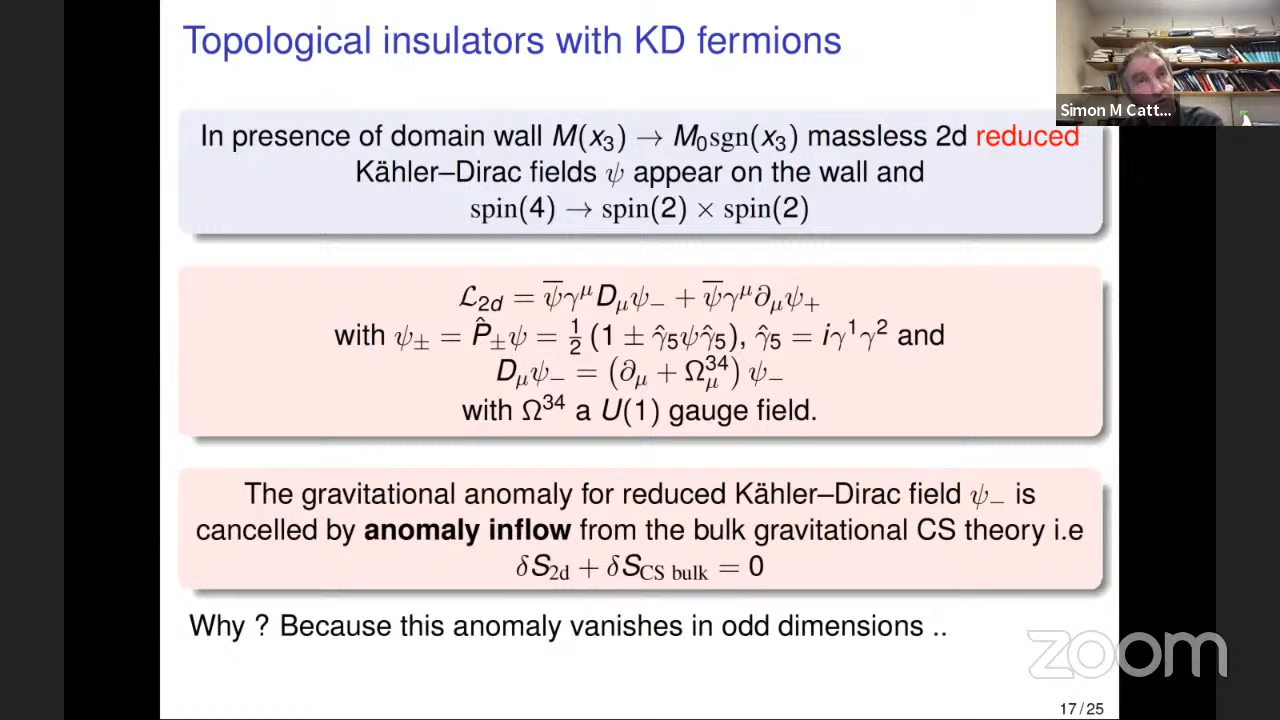 Topological insulators with KD fermions
Simon M Catt...
In presence of domain wall M(x₃) → M₀sgn(x₃) massless 2d reduced
Kähler–Dirac fields ψ appear on the wall and
spin(4) → spin(2) × spin(2)
ℒ₂d = ψ̅γ^μ D_μψ₋ + ψ̅γ^μ ∂_μψ₊
with ψ± = P̂±ψ = ½ (1 ± γ̂₅ψγ̂₅), γ̂₅ = iγ¹γ² and
D_μψ₋ = (∂_μ + Ω_μ³⁴) ψ₋
with Ω³⁴ a U(1) gauge field.
The gravitational anomaly for reduced Kähler–Dirac field ψ₋ is
cancelled by anomaly inflow from the bulk gravitational CS theory i.e
δS₂d + δS_CS bulk = 0
Why ? Because this anomaly vanishes in odd dimensions ..
zoom
17/25